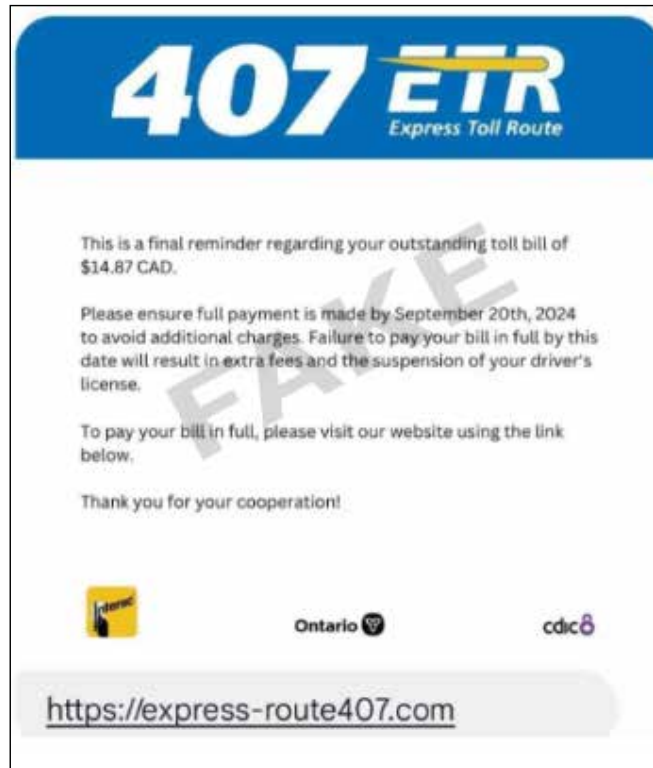 407 ETR
Express Toll Route
This is a final reminder regarding your outstanding toll bill of
$14.87 CAD.
Please ensure full payment is made by September 20th, 2024
to avoid additional charges. Failure to pay your bill in full by this
date will result in extra fees and the suspension of your driver's
license.
FAKE
To pay your bill in full, please visit our website using the link
below.
Thank you for your cooperation!
Interac
Ontario
cdic
https://express-route407.com